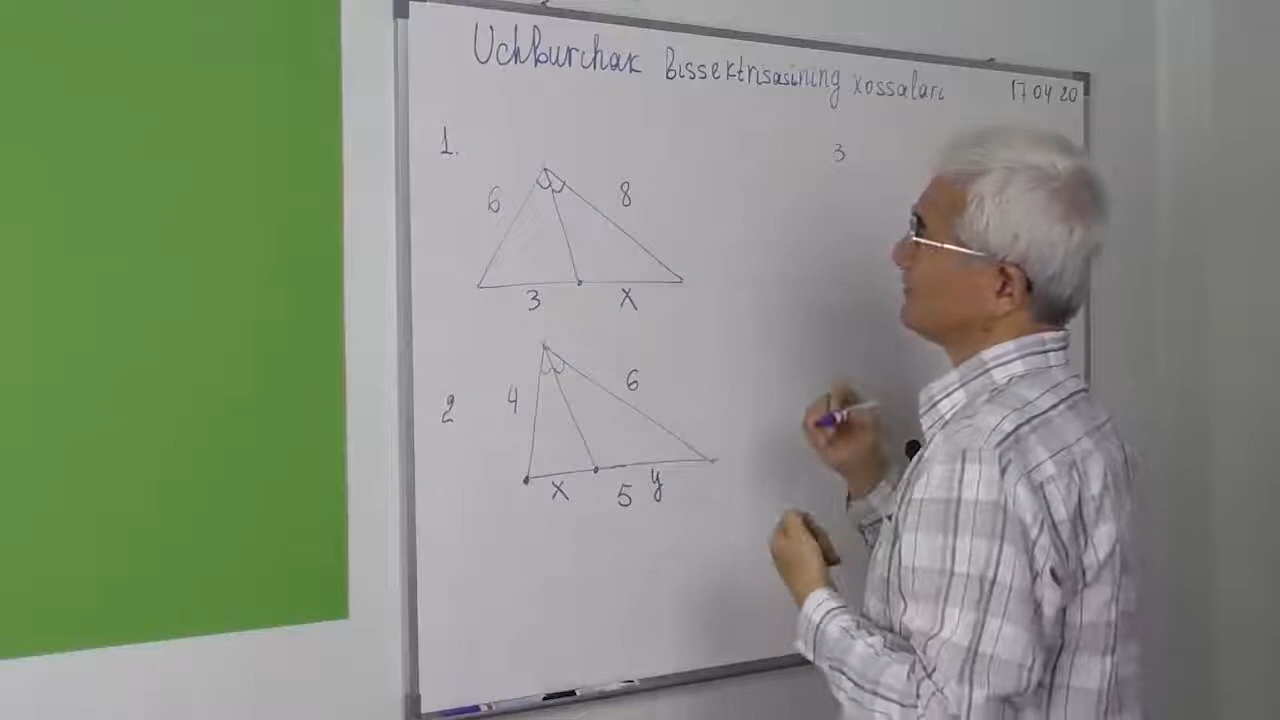 Uchburchak Bissektrisasining xossalari 17 04 20
1.
6 8
3 x
2
4 6
x 5 y
3